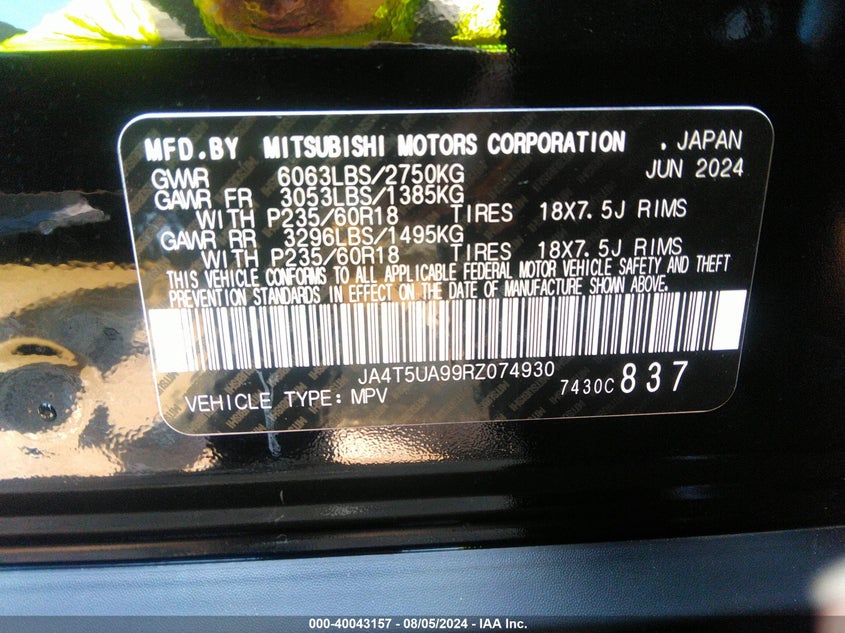 MFD.BY MITSUBISHI MOTORS CORPORATION . JAPAN
GVWR 6063LBS/2750KG JUN 2024
GAWR FR 3053LBS/1385KG
WITH P235/60R18 TIRES 18X7.5J RIMS
GAWR RR 3296LBS/1495KG
WITH P235/60R18 TIRES 18X7.5J RIMS
THIS VEHICLE CONFORMS TO ALL APPLICABLE FEDERAL MOTOR VEHICLE SAFETY AND THEFT
PREVENTION STANDARDS IN EFFECT ON THE DATE OF MANUFACTURE SHOWN ABOVE.
JA4T5UA99RZ074930
VEHICLE TYPE: MPV 7430C 837
000-40043157 - 08/05/2024 - IAA Inc.